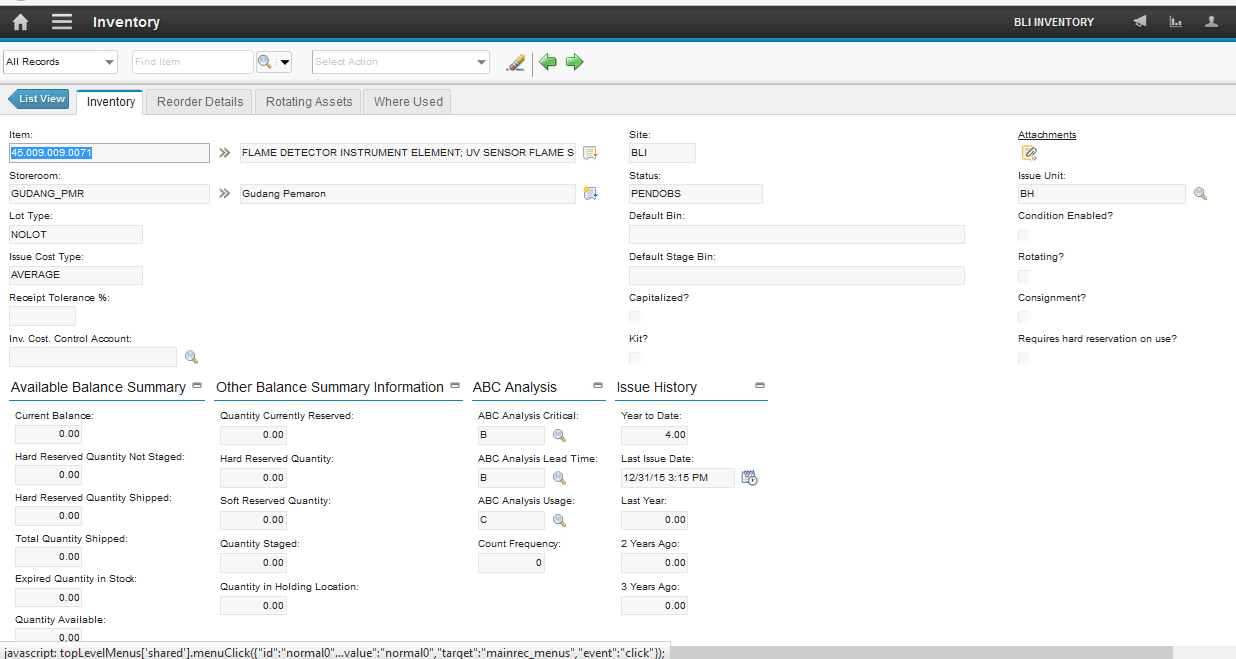 Inventory
BLI INVENTORY
All Records
Find Item
Select Action
List View
Inventory
Reorder Details
Rotating Assets
Where Used
Item:
45.009.009.0071
FLAME DETECTOR INSTRUMENT ELEMENT; UV SENSOR FLAME S
Site:
BLI
Attachments
Storeroom:
GUDANG_PMR
Gudang Pemaron
Status:
PENDOBS
Issue Unit:
BH
Lot Type:
NOLOT
Default Bin:
Condition Enabled?
Issue Cost Type:
AVERAGE
Default Stage Bin:
Rotating?
Receipt Tolerance %:
Capitalized?
Consignment?
Inv. Cost. Control Account:
Kit?
Requires hard reservation on use?
Available Balance Summary
Current Balance:
0.00
Hard Reserved Quantity Not Staged:
0.00
Hard Reserved Quantity Shipped:
0.00
Total Quantity Shipped:
0.00
Expired Quantity in Stock:
0.00
Quantity Available:
0.00
Other Balance Summary Information
Quantity Currently Reserved:
0.00
Hard Reserved Quantity:
0.00
Soft Reserved Quantity:
0.00
Quantity Staged:
0.00
Quantity in Holding Location:
0.00
ABC Analysis
ABC Analysis Critical:
B
ABC Analysis Lead Time:
B
ABC Analysis Usage:
C
Count Frequency:
0
Issue History
Year to Date:
4.00
Last Issue Date:
12/31/15 3:15 PM
Last Year:
0.00
2 Years Ago:
0.00
3 Years Ago:
0.00
javascript: topLevelMenus['shared'].menuClick({"id":"normal0"...value":"normal0","target":"mainrec_menus","event":"click"});